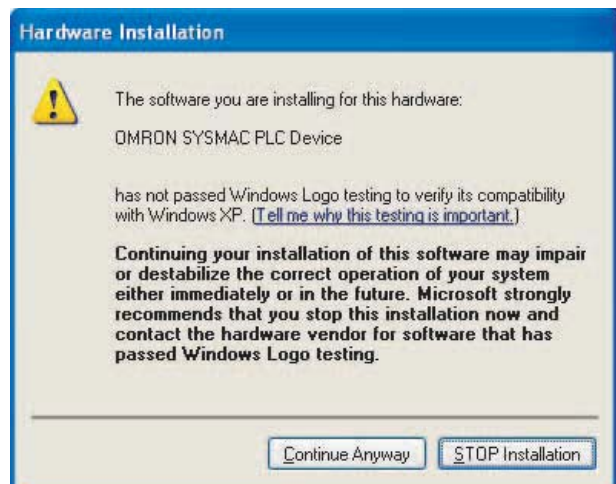 Hardware Installation
The software you are installing for this hardware:
OMRON SYSMAC PLC Device
has not passed Windows Logo testing to verify its compatibility
with Windows XP. (Tell me why this testing is important.)
Continuing your installation of this software may impair
or destabilize the correct operation of your system
either immediately or in the future. Microsoft strongly
recommends that you stop this installation now and
contact the hardware vendor for software that has
passed Windows Logo testing.
Continue Anyway STOP Installation